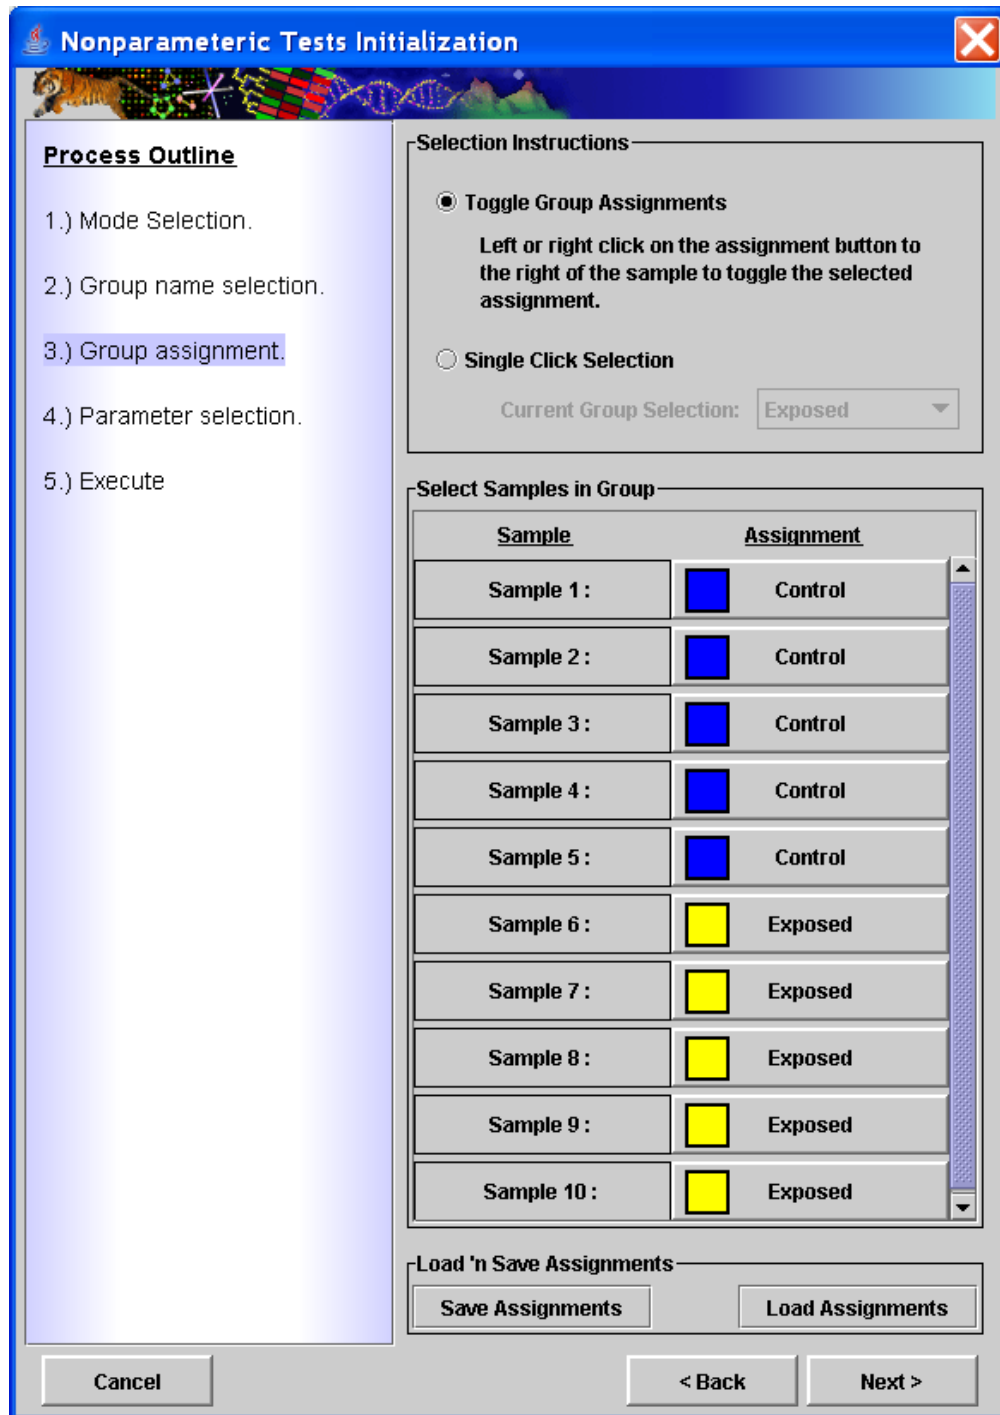 Nonparameteric Tests Initialization
Process Outline
1.) Mode Selection.
2.) Group name selection.
3.) Group assignment.
4.) Parameter selection.
5.) Execute
Selection Instructions
Toggle Group Assignments
Left or right click on the assignment button to
the right of the sample to toggle the selected
assignment.
Single Click Selection
Current Group Selection: Exposed
Select Samples in Group
Sample Assignment
Sample 1 : Control
Sample 2 : Control
Sample 3 : Control
Sample 4 : Control
Sample 5 : Control
Sample 6 : Exposed
Sample 7 : Exposed
Sample 8 : Exposed
Sample 9 : Exposed
Sample 10 : Exposed
Load 'n Save Assignments
Save Assignments Load Assignments
Cancel < Back Next >